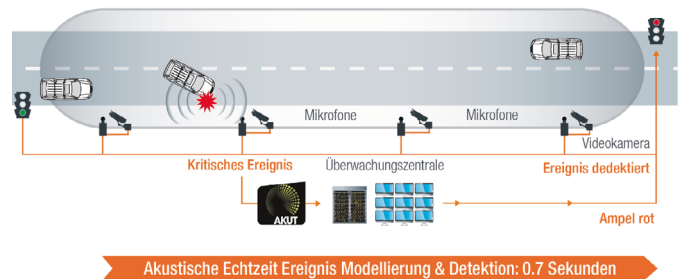 Mikrofone
Mikrofone
Videokamera
Kritisches Ereignis
Überwachungszentrale
Ereignis dedektiert
AKUT
Ampel rot
Akustische Echtzeit Ereignis Modellierung & Detektion: 0.7 Sekunden